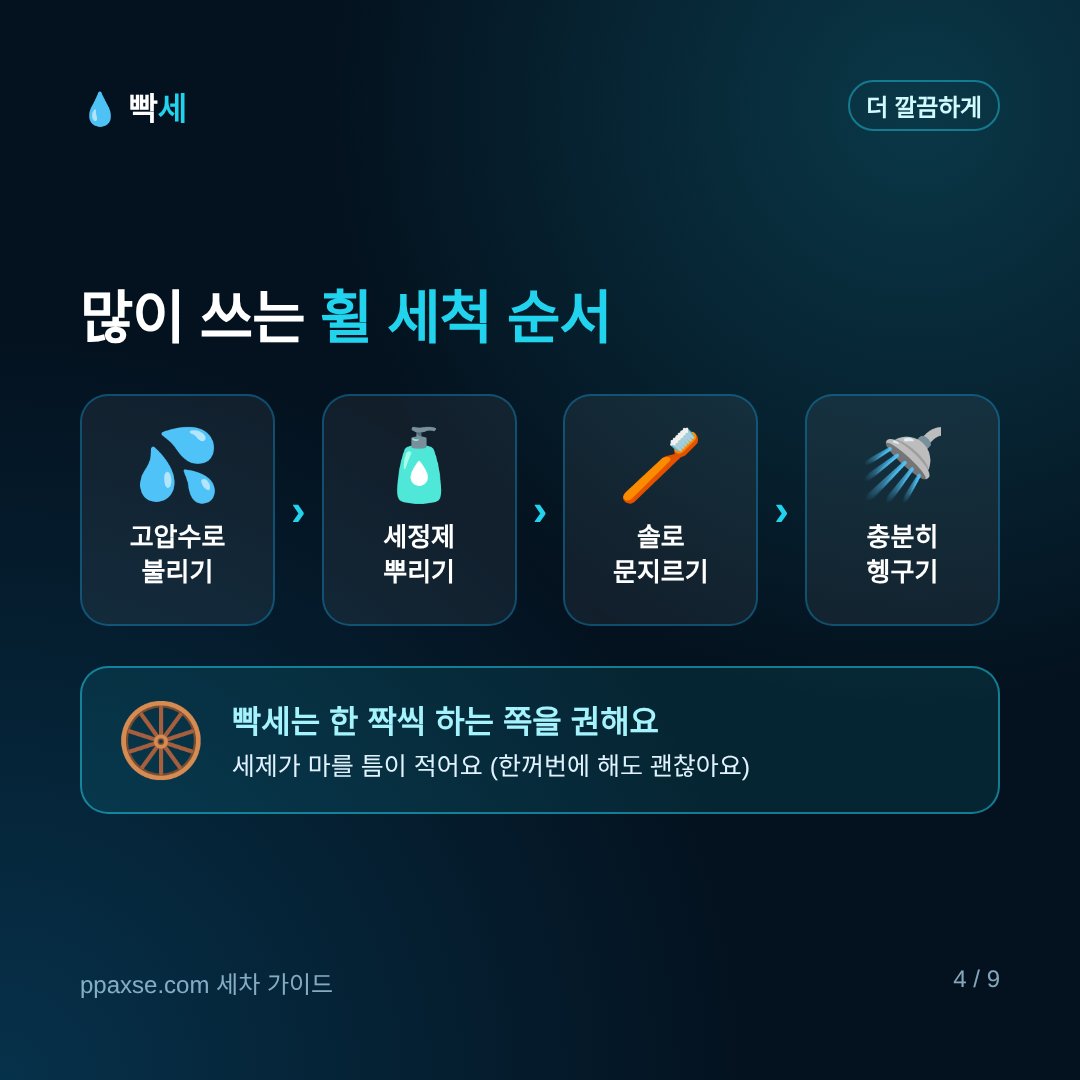 빡세
더 깔끔하게
많이 쓰는 휠 세척 순서
고압수로
불리기
›
세정제
뿌리기
›
솔로
문지르기
›
충분히
헹구기
빡세는 한 짝씩 하는 쪽을 권해요
세제가 마를 틈이 적어요 (한꺼번에 해도 괜찮아요)
ppaxse.com 세차 가이드
4 / 9